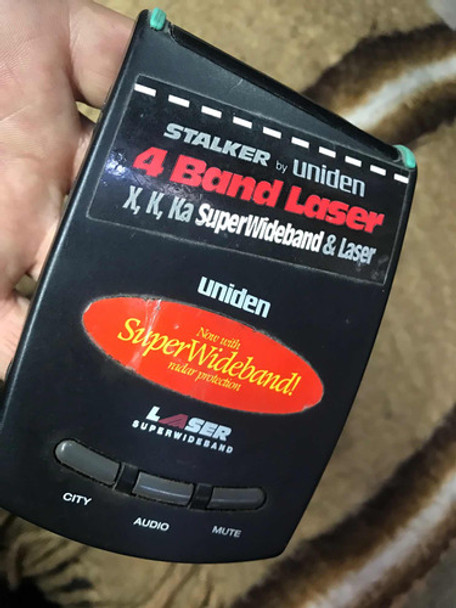 STALKER by uniden
4 Band Laser
X, K, Ka SuperWideband & Laser
uniden
Now with
SuperWideband!
radar protection
LASER
SUPERWIDEBAND
CITY
AUDIO
MUTE